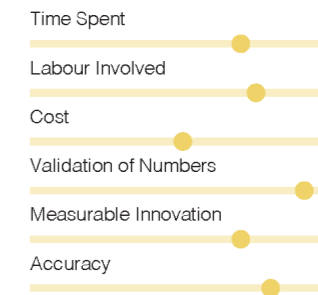 Time Spent
Labour Involved
Cost
Validation of Numbers
Measurable Innovation
Accuracy